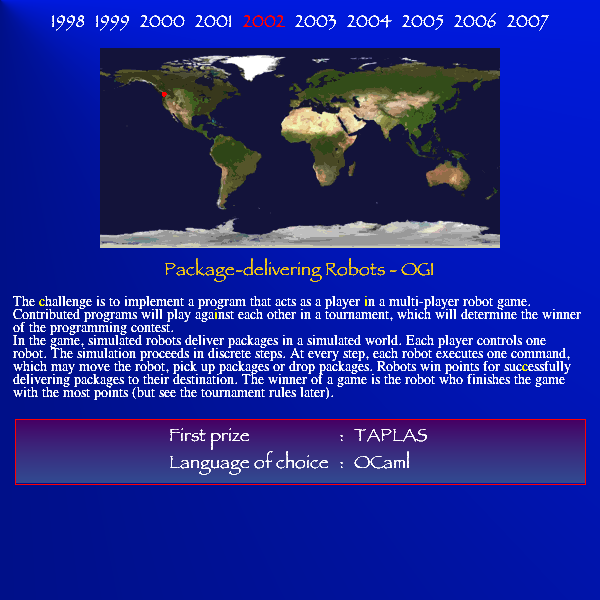 1998 1999 2000 2001 2002 2003 2004 2005 2006 2007
Package-delivering Robots - OGI
The challenge is to implement a program that acts as a player in a multi-player robot game.
Contributed programs will play against each other in a tournament, which will determine the winner
of the programming contest.
In the game, simulated robots deliver packages in a simulated world. Each player controls one
robot. The simulation proceeds in discrete steps. At every step, each robot executes one command,
which may move the robot, pick up packages or drop packages. Robots win points for successfully
delivering packages to their destination. The winner of a game is the robot who finishes the game
with the most points (but see the tournament rules later).
First prize : TAPLAS
Language of choice : OCaml